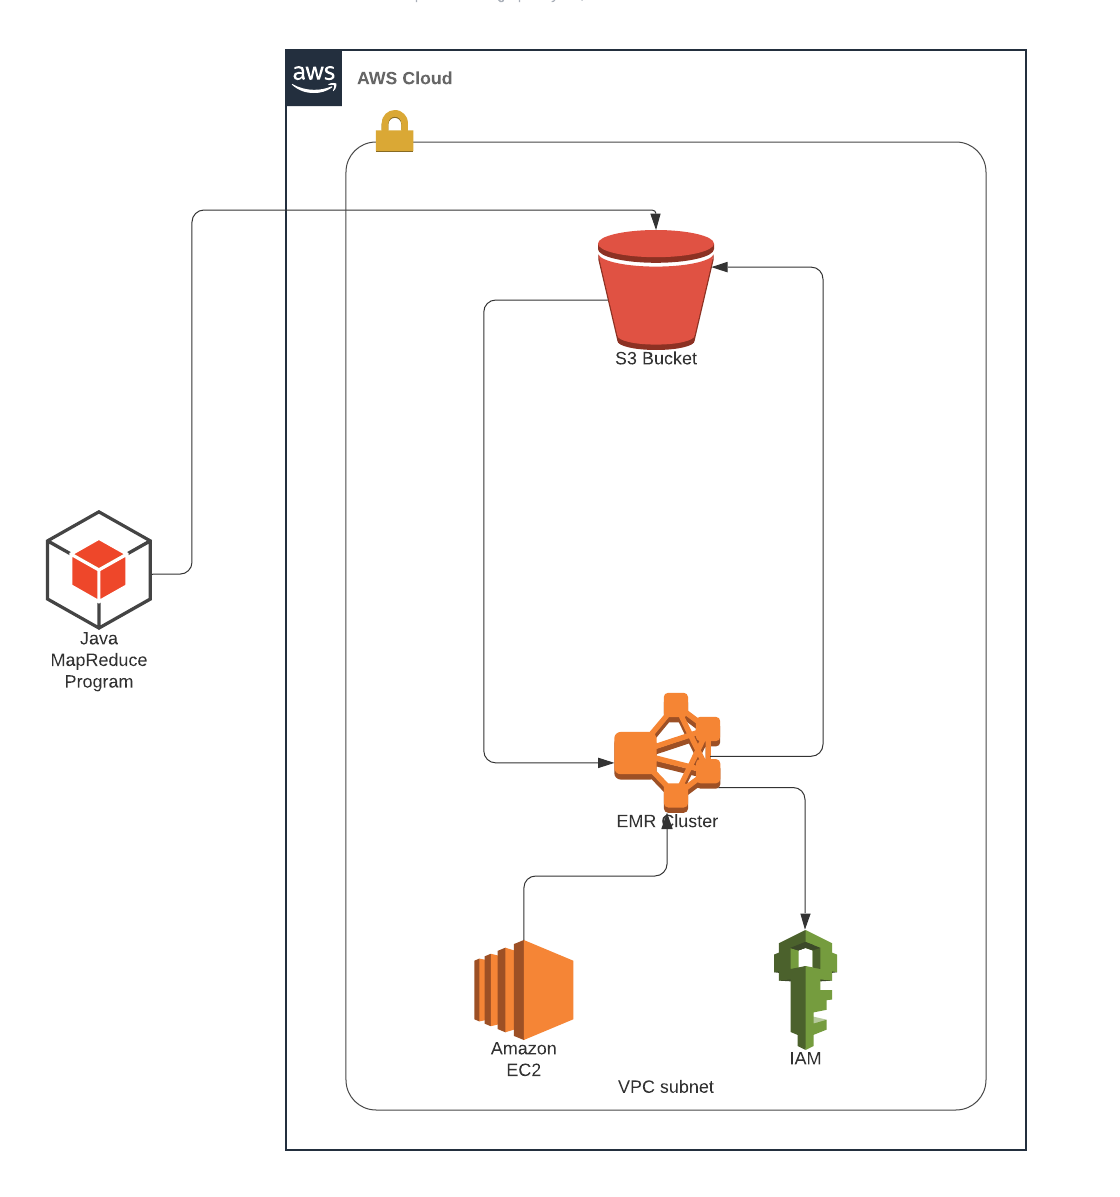 aws
AWS Cloud
S3 Bucket
Java
MapReduce
Program
EMR Cluster
Amazon
EC2
IAM
VPC subnet